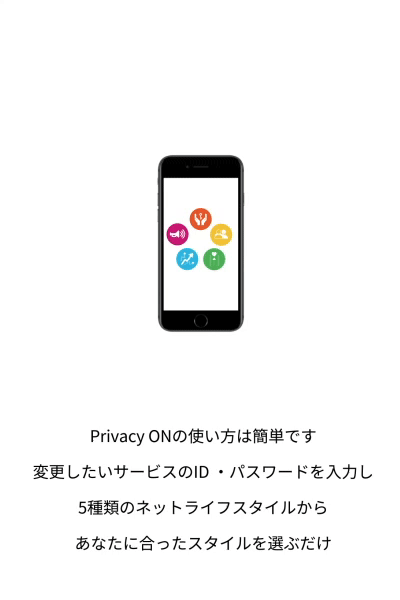 Privacy ONの使い方は簡単です
変更したいサービスのID・パスワードを入力し
5種類のネットライフスタイルから
あなたに合ったスタイルを選ぶだけ